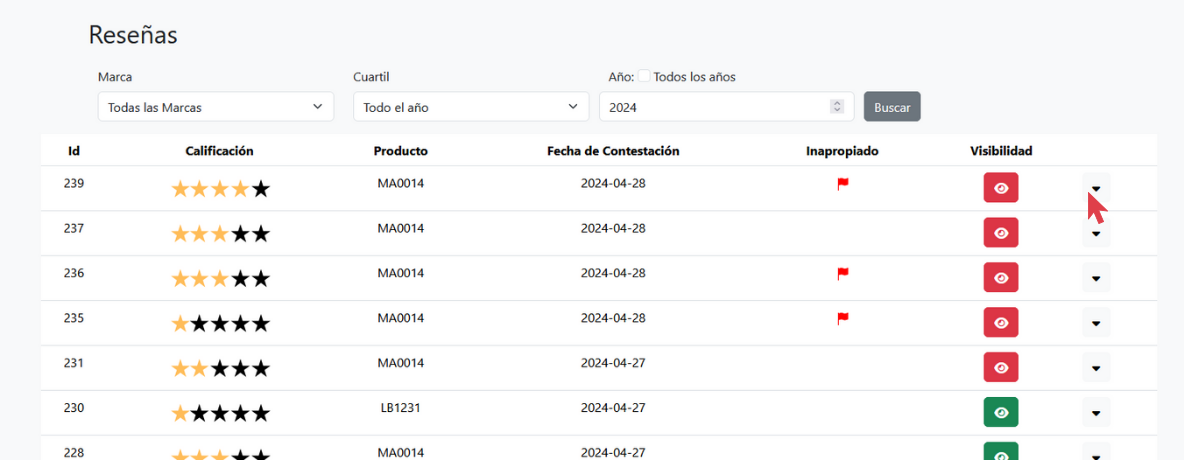 Reseñas
Marca Cuartil Año: Todos los años
Todas las Marcas Todo el año 2024 Buscar
Id Calificación Producto Fecha de Contestación Inapropiado Visibilidad
239 MA0014 2024-04-28
237 MA0014 2024-04-28
236 MA0014 2024-04-28
235 MA0014 2024-04-28
231 MA0014 2024-04-27
230 LB1231 2024-04-27
228 MA0014 2024-04-27